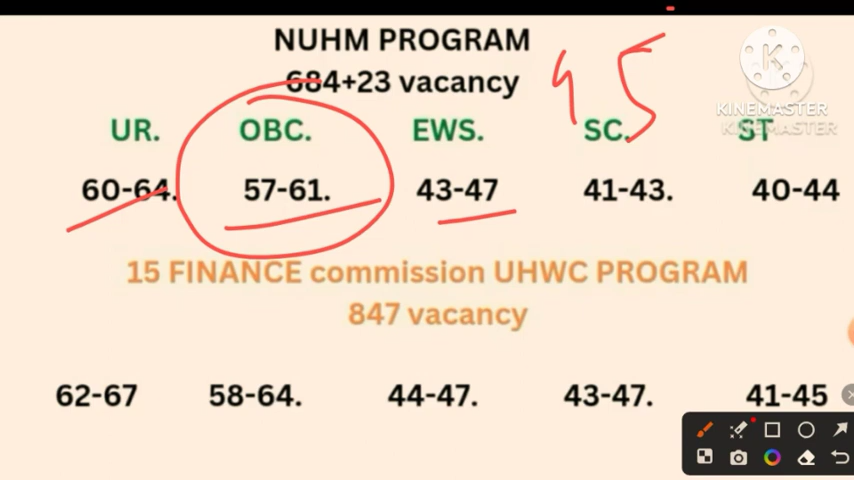 NUHM PROGRAM
684+23 vacancy
45
KINEMASTER
KINEMASTER
UR. OBC. EWS. SC. ST
60-64. 57-61. 43-47 41-43. 40-44
15 FINANCE commission UHWC PROGRAM
847 vacancy
62-67 58-64. 44-47. 43-47. 41-45